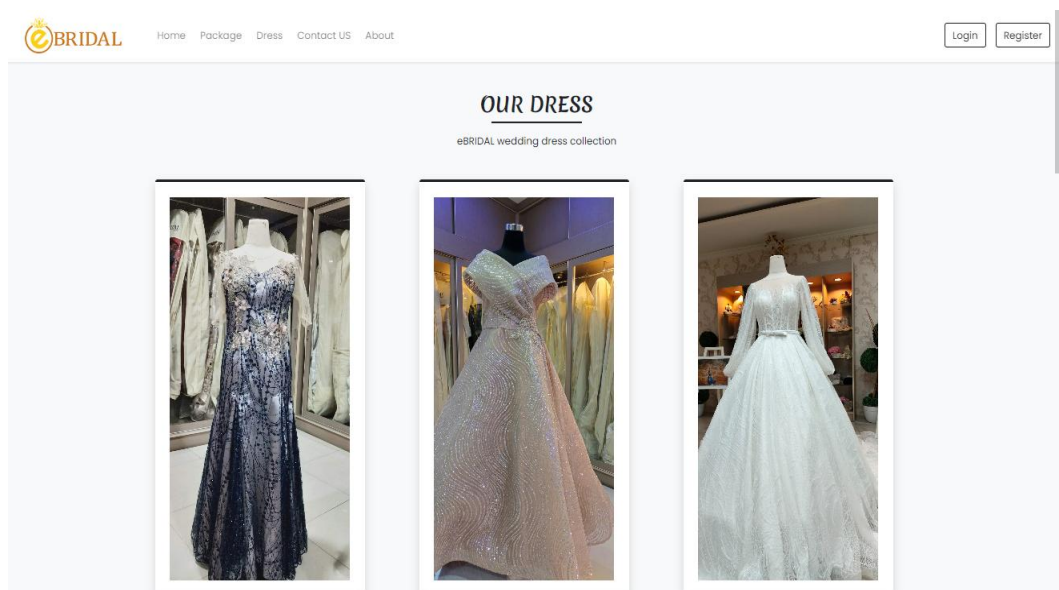 eBRIDAL
Home Package Dress Contact US About
Login Register
OUR DRESS
eBRIDAL wedding dress collection